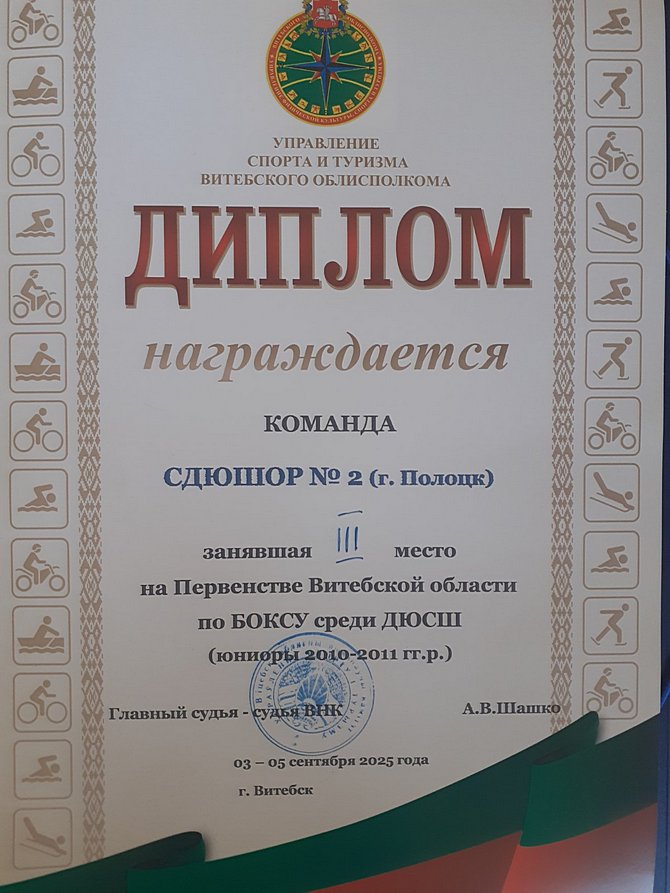 УПРАВЛЕНИЕ
СПОРТА И ТУРИЗМА
ВИТЕБСКОГО ОБЛИСПОЛКОМА
ДИПЛОМ
награждается
КОМАНДА
СДЮШОР № 2 (г. Полоцк)
занявшая III место
на Первенстве Витебской области
по БОКСУ среди ДЮСШ
(юниоры 2010-2011 гг.р.)
Главный судья - судья ВНК А.В.Шашко
03 – 05 сентября 2025 года
г. Витебск